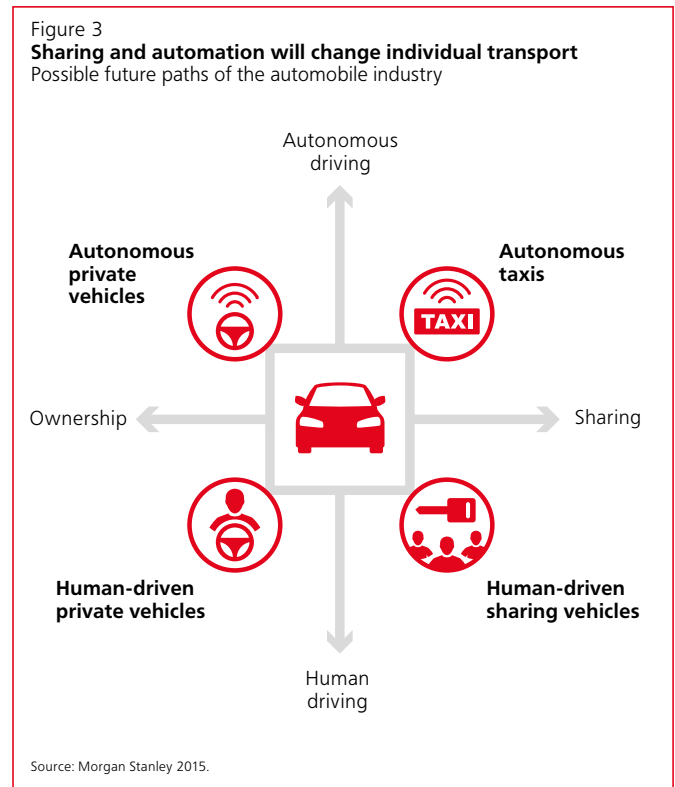 Figure 3
Sharing and automation will change individual transport
Possible future paths of the automobile industry
Autonomous
driving
Autonomous
private
vehicles
Autonomous
taxis
TAXI
Ownership
Sharing
Human-driven
private vehicles
Human-driven
sharing vehicles
Human
driving
Source: Morgan Stanley 2015.